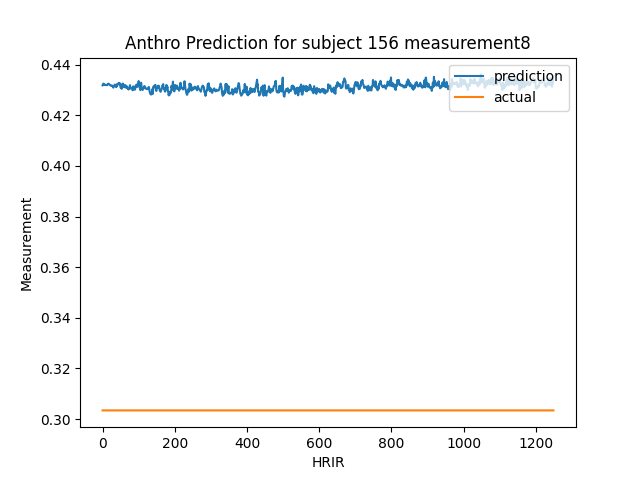 Anthro Prediction for subject 156 measurement8
prediction
actual
Measurement
0.44
0.42
0.40
0.38
0.36
0.34
0.32
0.30
0 200 400 600 800 1000 1200
HRIR